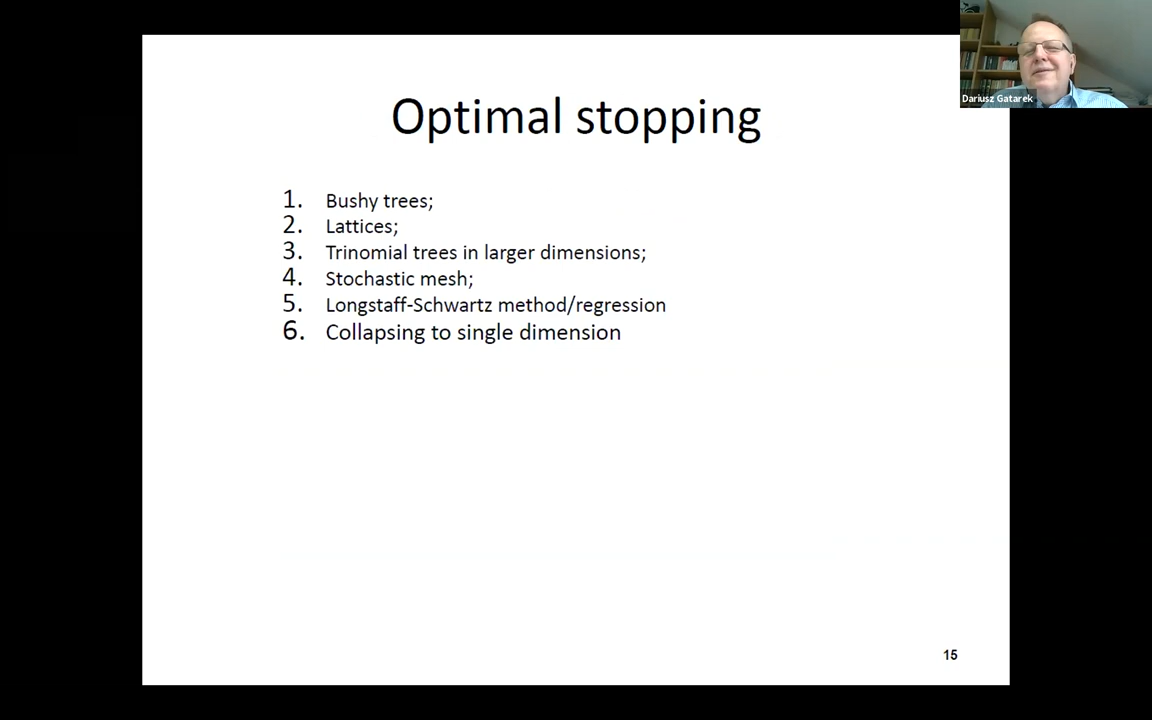 Dariusz Gatarek
Optimal stopping
1. Bushy trees;
2. Lattices;
3. Trinomial trees in larger dimensions;
4. Stochastic mesh;
5. Longstaff-Schwartz method/regression
6. Collapsing to single dimension
15